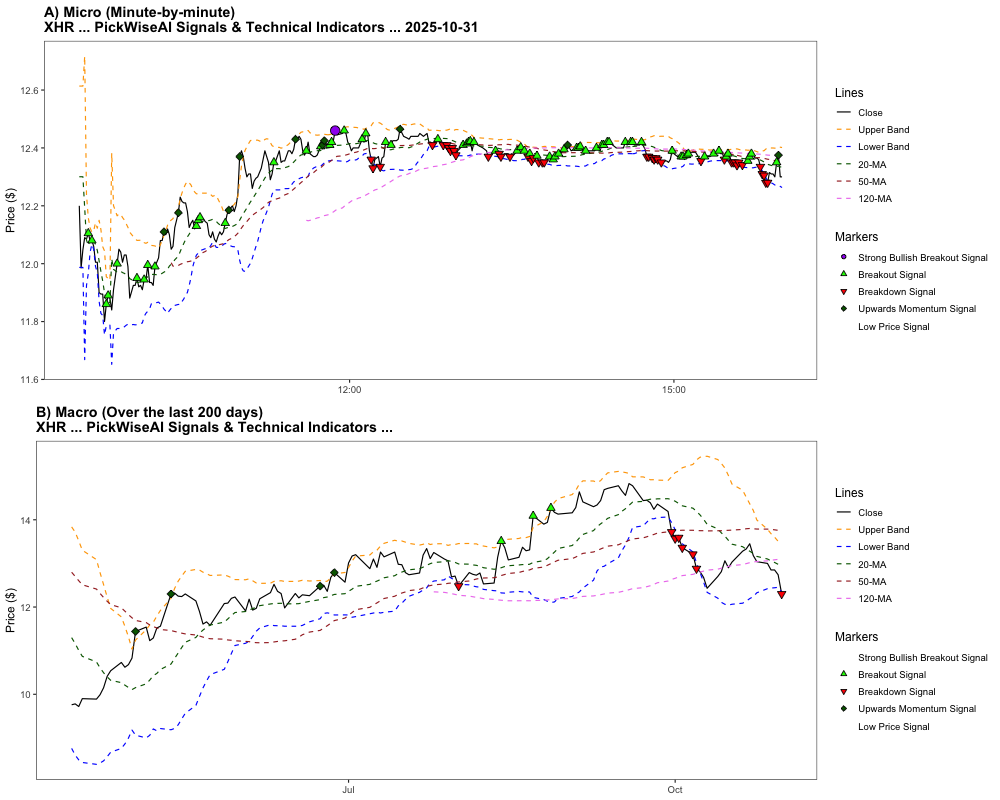 A) Micro (Minute-by-minute)
XHR ... PickWiseAI Signals & Technical Indicators ... 2025-10-31
Price ($)
12.6
12.4
12.2
12.0
11.8
11.6
12:00
15:00
Lines
Close
Upper Band
Lower Band
20-MA
50-MA
120-MA
Markers
Strong Bullish Breakout Signal
Breakout Signal
Breakdown Signal
Upwards Momentum Signal
Low Price Signal
B) Macro (Over the last 200 days)
XHR ... PickWiseAI Signals & Technical Indicators ...
Price ($)
14
12
10
Jul
Oct
Lines
Close
Upper Band
Lower Band
20-MA
50-MA
120-MA
Markers
Strong Bullish Breakout Signal
Breakout Signal
Breakdown Signal
Upwards Momentum Signal
Low Price Signal